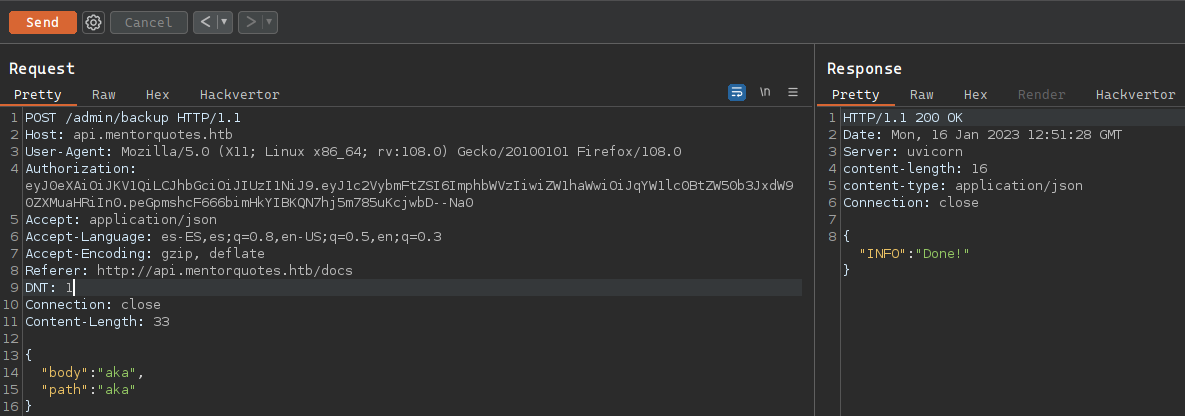 Send Cancel < >
Request
Pretty Raw Hex Hackvertor \n
1 POST /admin/backup HTTP/1.1
2 Host: api.mentorquotes.htb
3 User-Agent: Mozilla/5.0 (X11; Linux x86_64; rv:108.0) Gecko/20100101 Firefox/108.0
4 Authorization:
eyJ0eXAiOiJKV1QiLCJhbGciOiJIUzI1NiJ9.eyJ1c2VybmFtZSI6ImphbWVzIiwiZW1haWwiOiJqYW1lc0BtZW50b3JxdW9
0ZXMuaHRiIn0.peGpmshcF666bimHkYIBKQN7hj5m785uKcjwbD--Na0
5 Accept: application/json
6 Accept-Language: es-ES,es;q=0.8,en-US;q=0.5,en;q=0.3
7 Accept-Encoding: gzip, deflate
8 Referer: http://api.mentorquotes.htb/docs
9 DNT: 1
10 Connection: close
11 Content-Length: 33
12
13 {
14 "body":"aka",
15 "path":"aka"
16 }
Response
Pretty Raw Hex Render Hackvertor
1 HTTP/1.1 200 OK
2 Date: Mon, 16 Jan 2023 12:51:28 GMT
3 Server: uvicorn
4 content-length: 16
5 content-type: application/json
6 Connection: close
7
8 {
"INFO":"Done!"
}